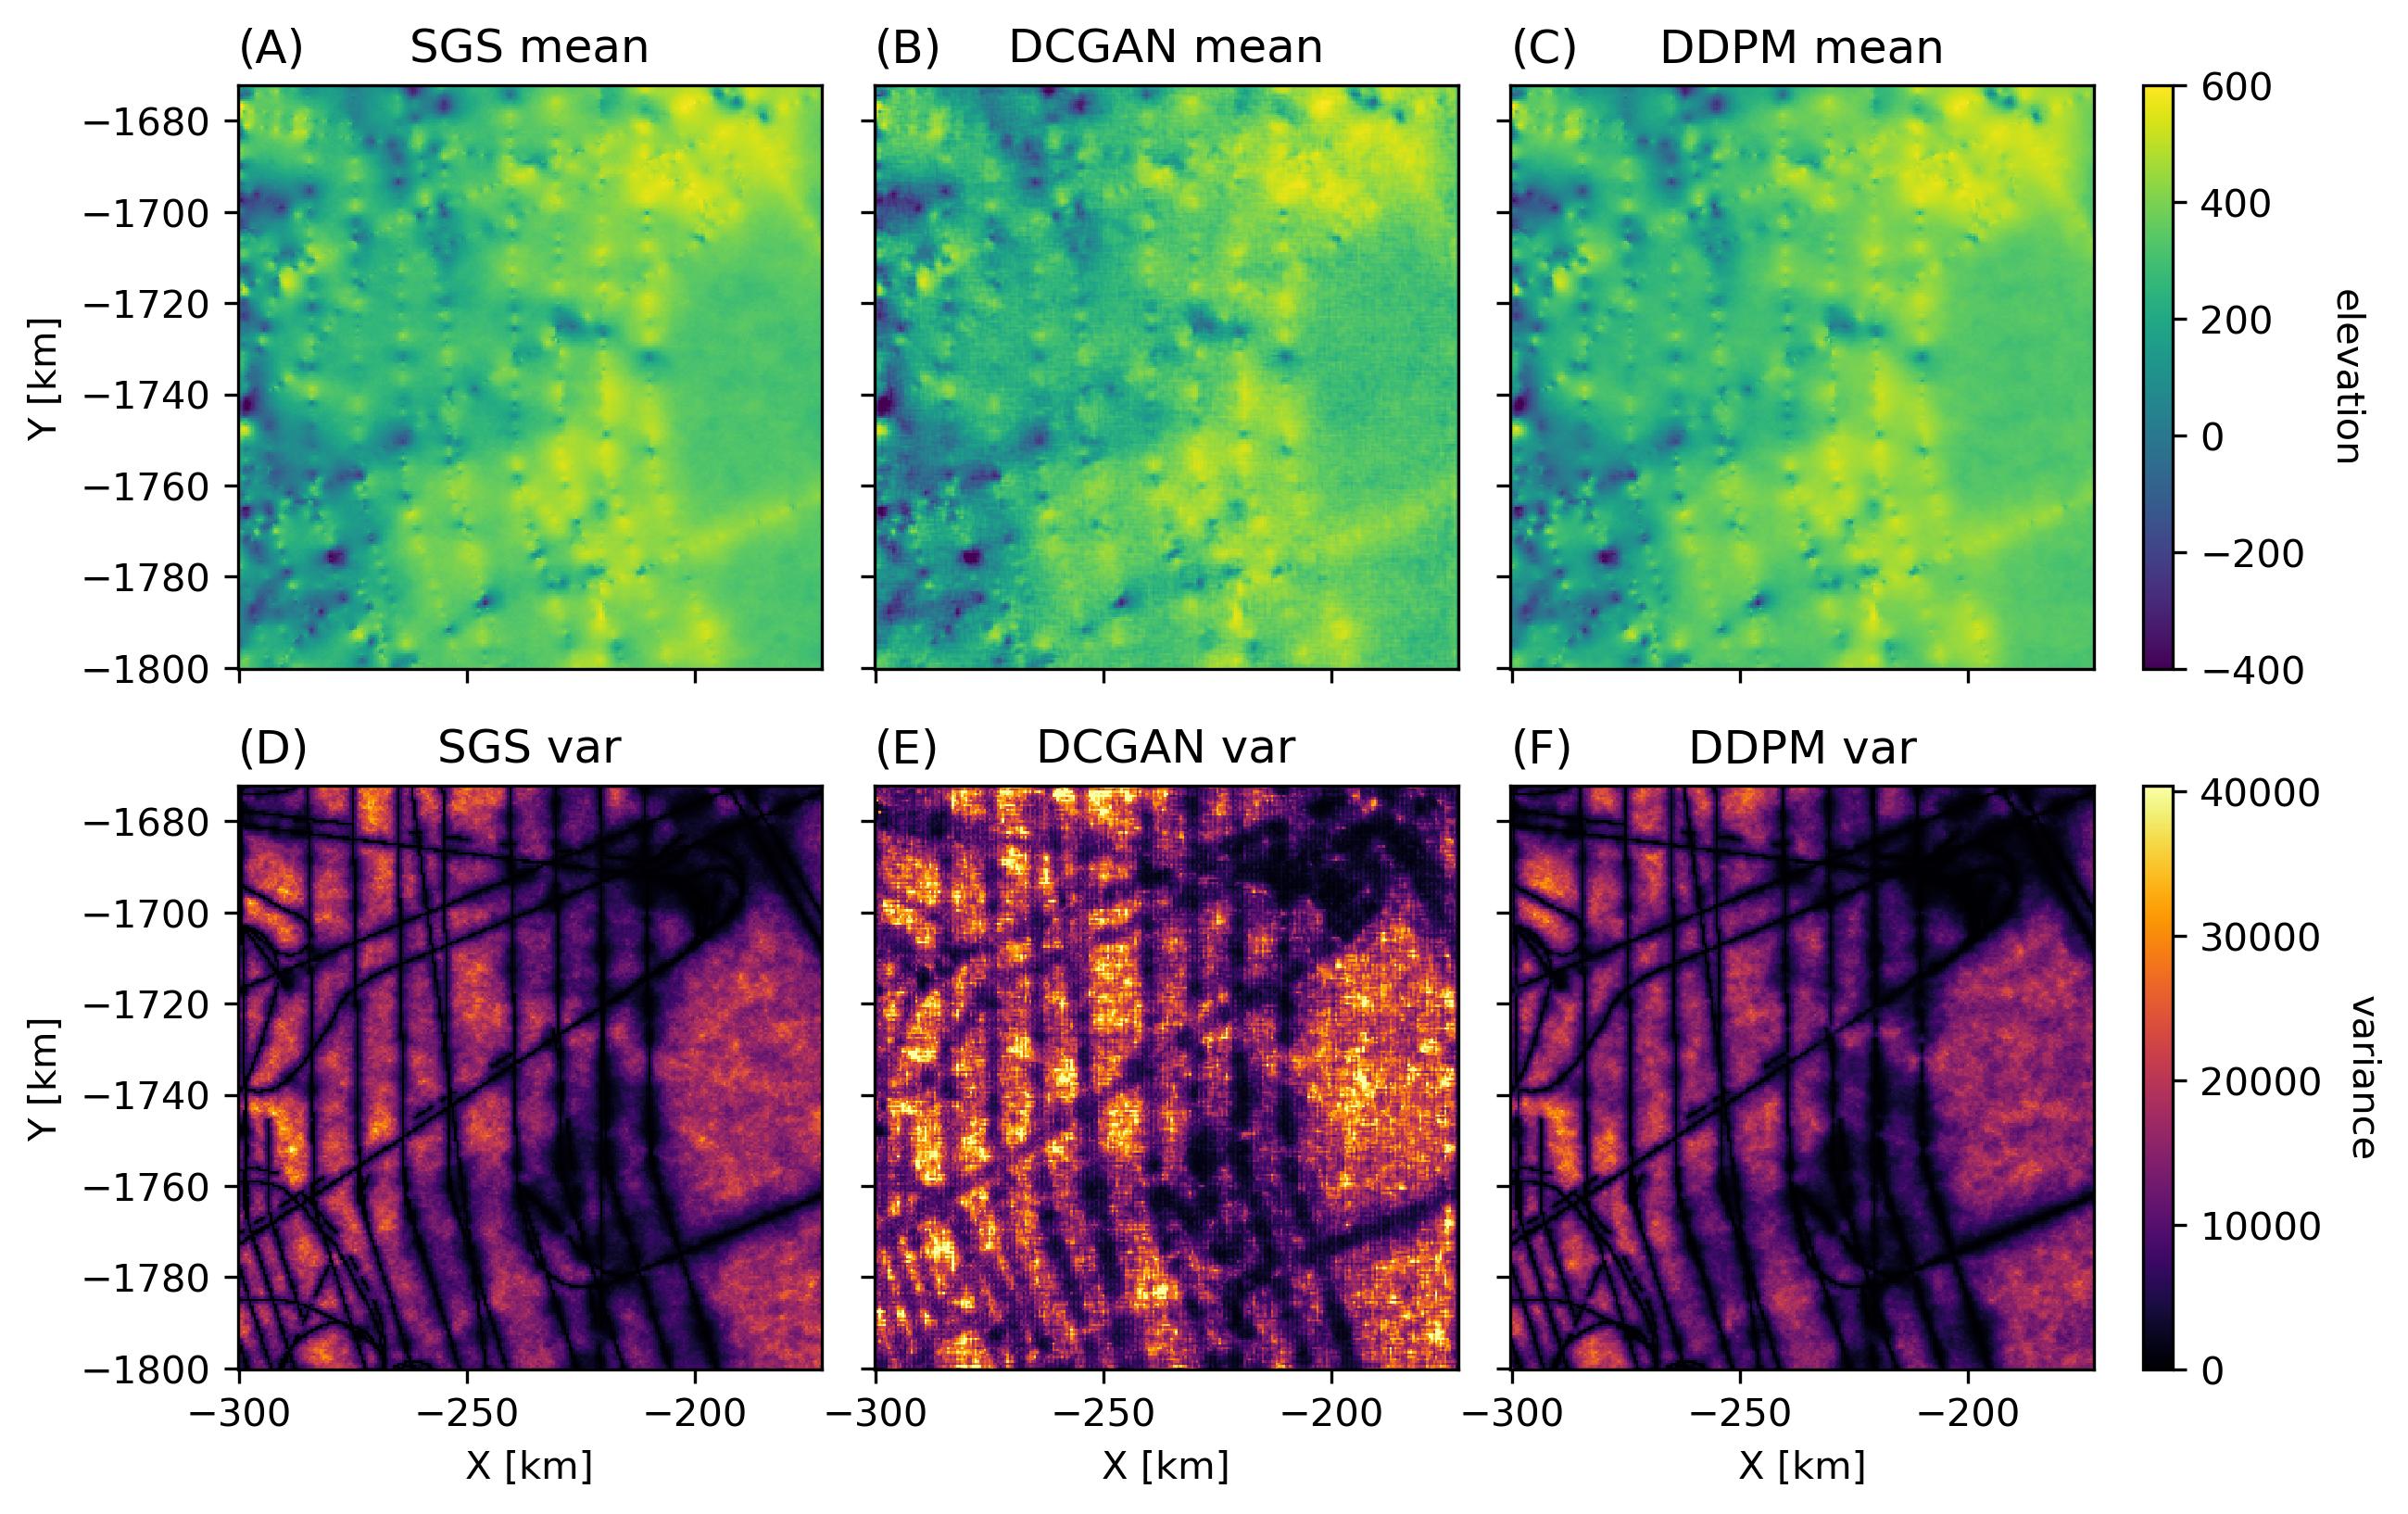 (A) SGS mean
(B) DCGAN mean
(C) DDPM mean
−1680
−1700
−1720
−1740
−1760
−1780
−1800
Y [km]
600
400
200
0
−200
−400
elevation
(D) SGS var
(E) DCGAN var
(F) DDPM var
−1680
−1700
−1720
−1740
−1760
−1780
−1800
Y [km]
−300 −250 −200
−300 −250 −200
−300 −250 −200
X [km]
X [km]
X [km]
40000
30000
20000
10000
0
variance